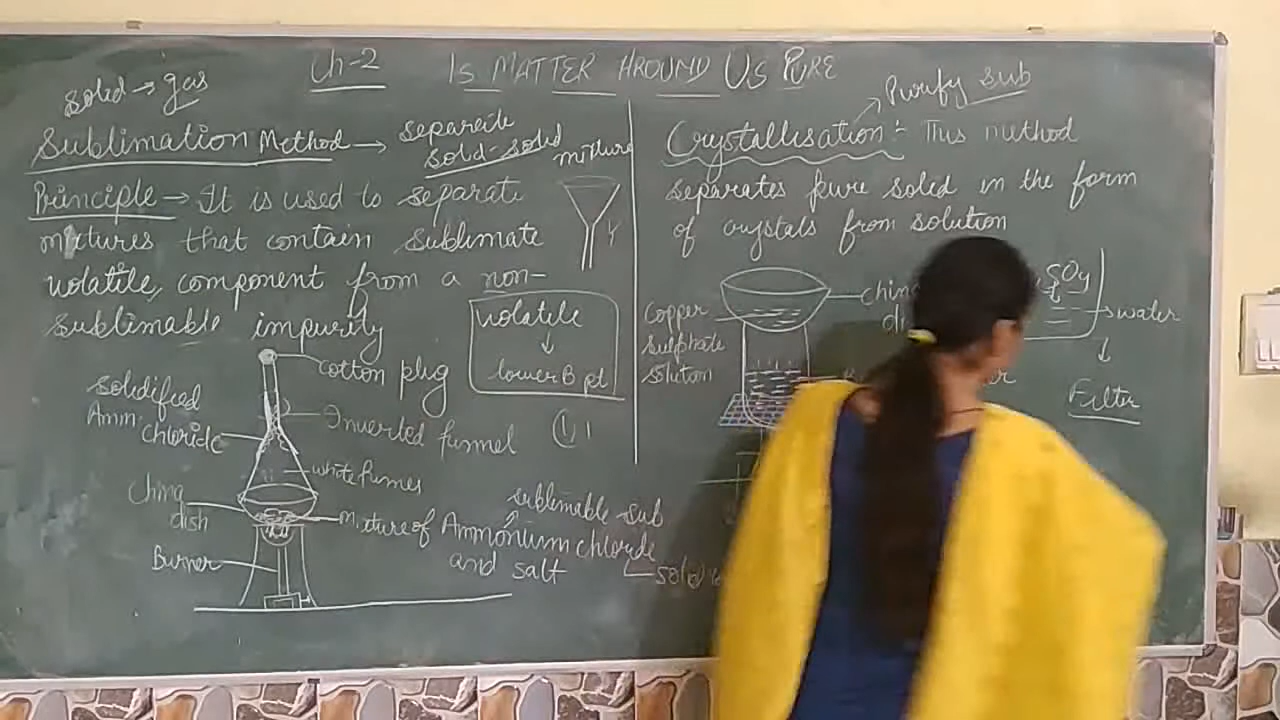 Ch-2 Is MATTER AROUND US PURE
solid → gas
Sublimation Method → separate
solid-solid
mixture
Principle → It is used to separate
mixtures that contain sublimate
volatile, component from a non-
sublimable impurity
volatile
↓
lower B pt
cotton plug
solidified
Amm
chloride
Inverted funnel
white fumes
China
dish
Mixture of Ammonium chloride
and salt
sublimable sub
Burner
Purify sub
Crystallisation :- This method
separates pure solid in the form
of crystals from solution
Copper
sulphate
solution
water
↓
Filter